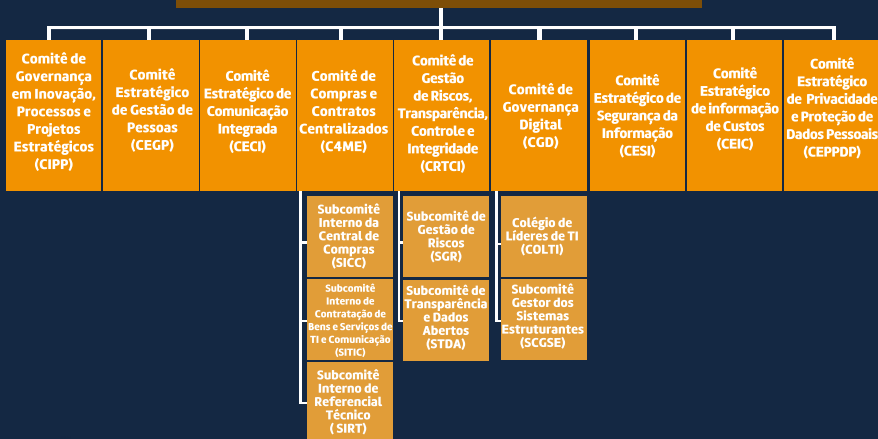 Comitê de
Governança
em Inovação,
Processos e
Projetos
Estratégicos
(CIPP)
Comitê
Estratégico
de Gestão de
Pessoas
(CEGP)
Comitê
Estratégico de
Comunicação
Integrada
(CECI)
Comitê de
Compras e
Contratos
Centralizados
(C4ME)
Comitê de
Gestão
de Riscos,
Transparência,
Controle e
Integridade
(CRTCI)
Comitê de
Governança
Digital
(CGD)
Comitê
Estratégico de
Segurança da
Informação
(CESI)
Comitê
Estratégico
de informação
de Custos
(CEIC)
Comitê
Estratégico
de Privacidade
e Proteção de
Dados Pessoais
(CEPPDP)
Subcomitê
Interno da
Central de
Compras
(SICC)
Subcomitê
Interno de
Contratação de
Bens e Serviços de
TI e Comunicação
(SITIC)
Subcomitê
Interno de
Referencial
Técnico
( SIRT)
Subcomitê de
Gestão de
Riscos
(SGR)
Subcomitê de
Transparência
e Dados
Abertos
(STDA)
Colégio de
Líderes de TI
(COLTI)
Subcomitê
Gestor dos
Sistemas
Estruturantes
(SCGSE)